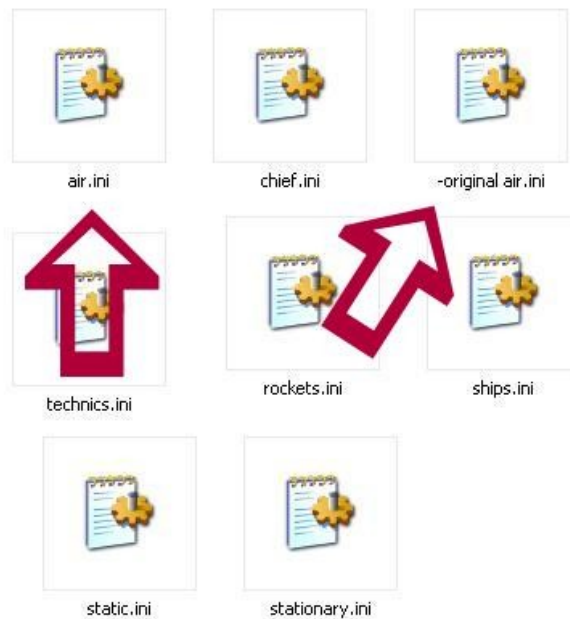 air.ini
chief.ini
-original air.ini
technics.ini
rockets.ini
ships.ini
static.ini
stationary.ini